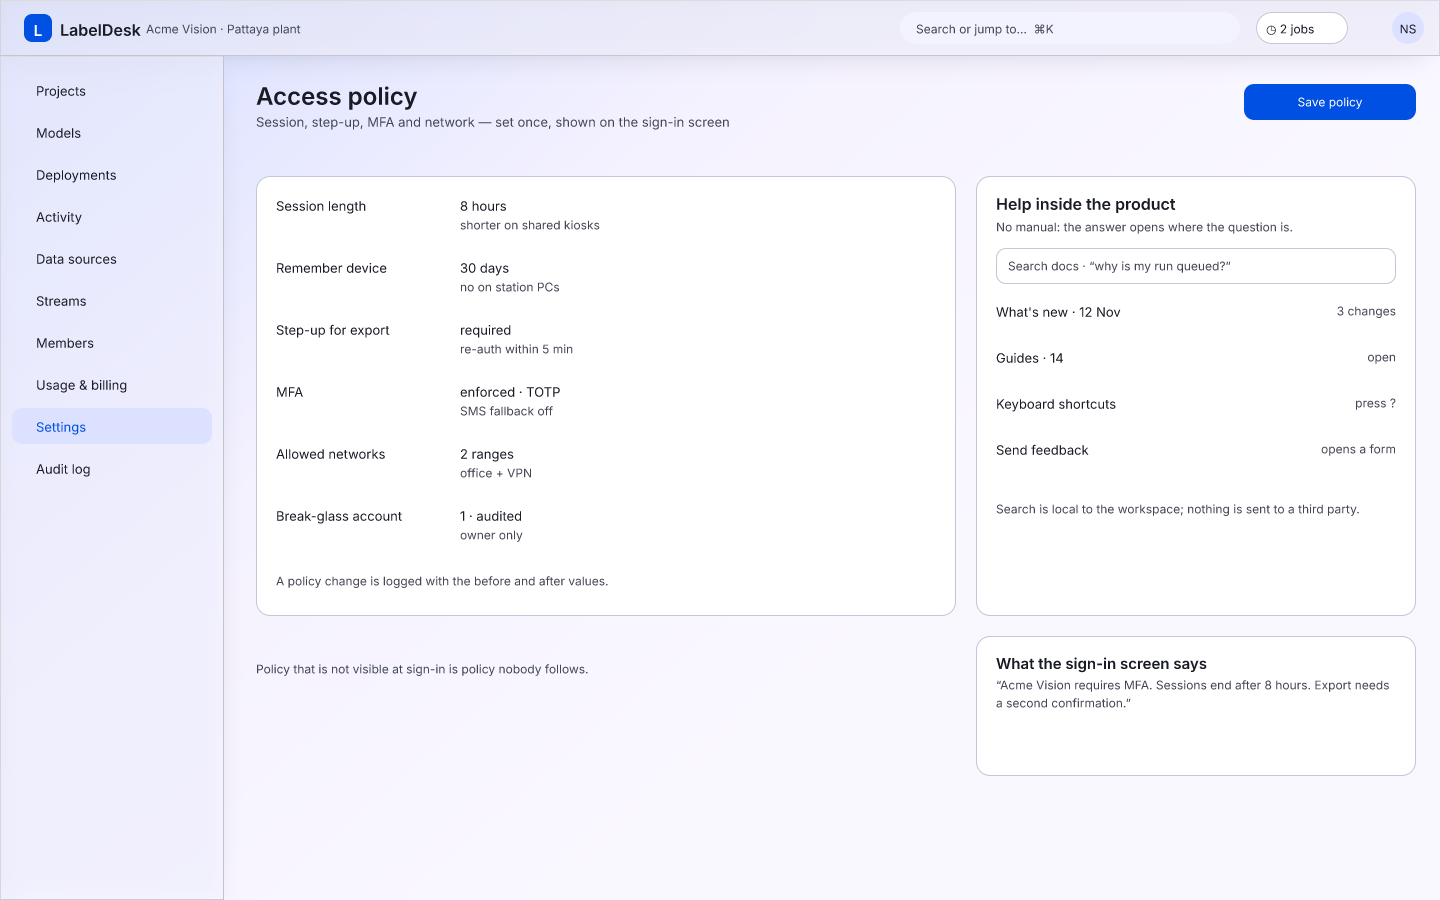 L LabelDesk Acme Vision · Pattaya plant
Search or jump to... ⌘K
◷ 2 jobs
NS
Projects
Models
Deployments
Activity
Data sources
Streams
Members
Usage & billing
Settings
Audit log
Access policy
Session, step-up, MFA and network — set once, shown on the sign-in screen
Save policy
Session length
8 hours
shorter on shared kiosks
Remember device
30 days
no on station PCs
Step-up for export
required
re-auth within 5 min
MFA
enforced · TOTP
SMS fallback off
Allowed networks
2 ranges
office + VPN
Break-glass account
1 · audited
owner only
A policy change is logged with the before and after values.
Policy that is not visible at sign-in is policy nobody follows.
Help inside the product
No manual: the answer opens where the question is.
Search docs · “why is my run queued?”
What's new · 12 Nov
3 changes
Guides · 14
open
Keyboard shortcuts
press ?
Send feedback
opens a form
Search is local to the workspace; nothing is sent to a third party.
What the sign-in screen says
“Acme Vision requires MFA. Sessions end after 8 hours. Export needs
a second confirmation.”